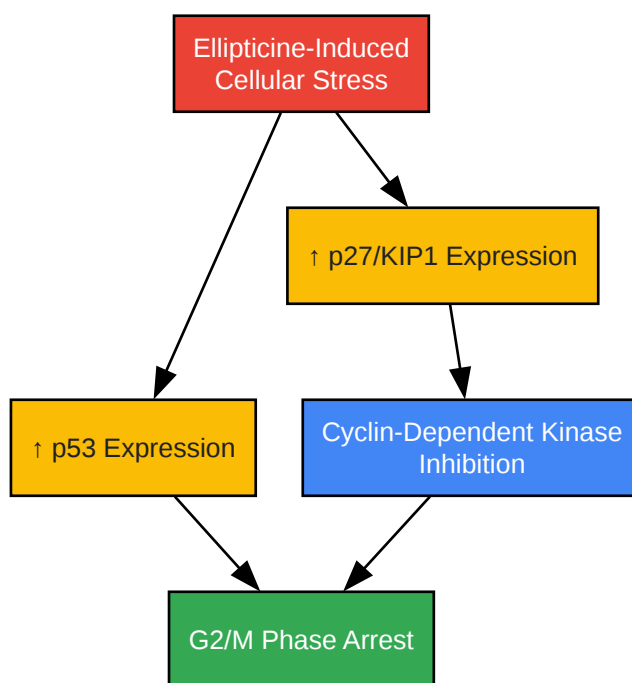 Ellipticine-Induced
Cellular Stress
↑ p27/KIP1 Expression
↑ p53 Expression
Cyclin-Dependent Kinase
Inhibition
G2/M Phase Arrest